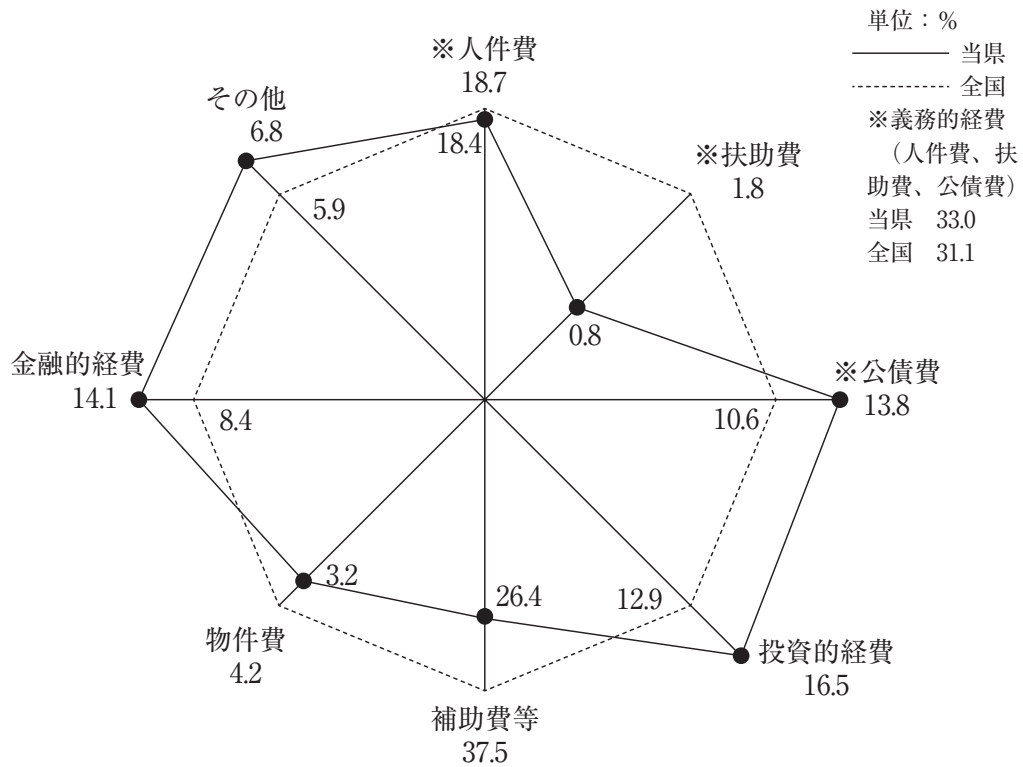 単位：%
当県
全国
※義務的経費
（人件費、扶
助費、公債費）
当県　33.0
全国　31.1
※人件費
18.7
18.4
※扶助費
1.8
0.8
※公債費
13.8
10.6
投資的経費
16.5
12.9
補助費等
37.5
26.4
物件費
4.2
3.2
金融的経費
14.1
8.4
その他
6.8
5.9